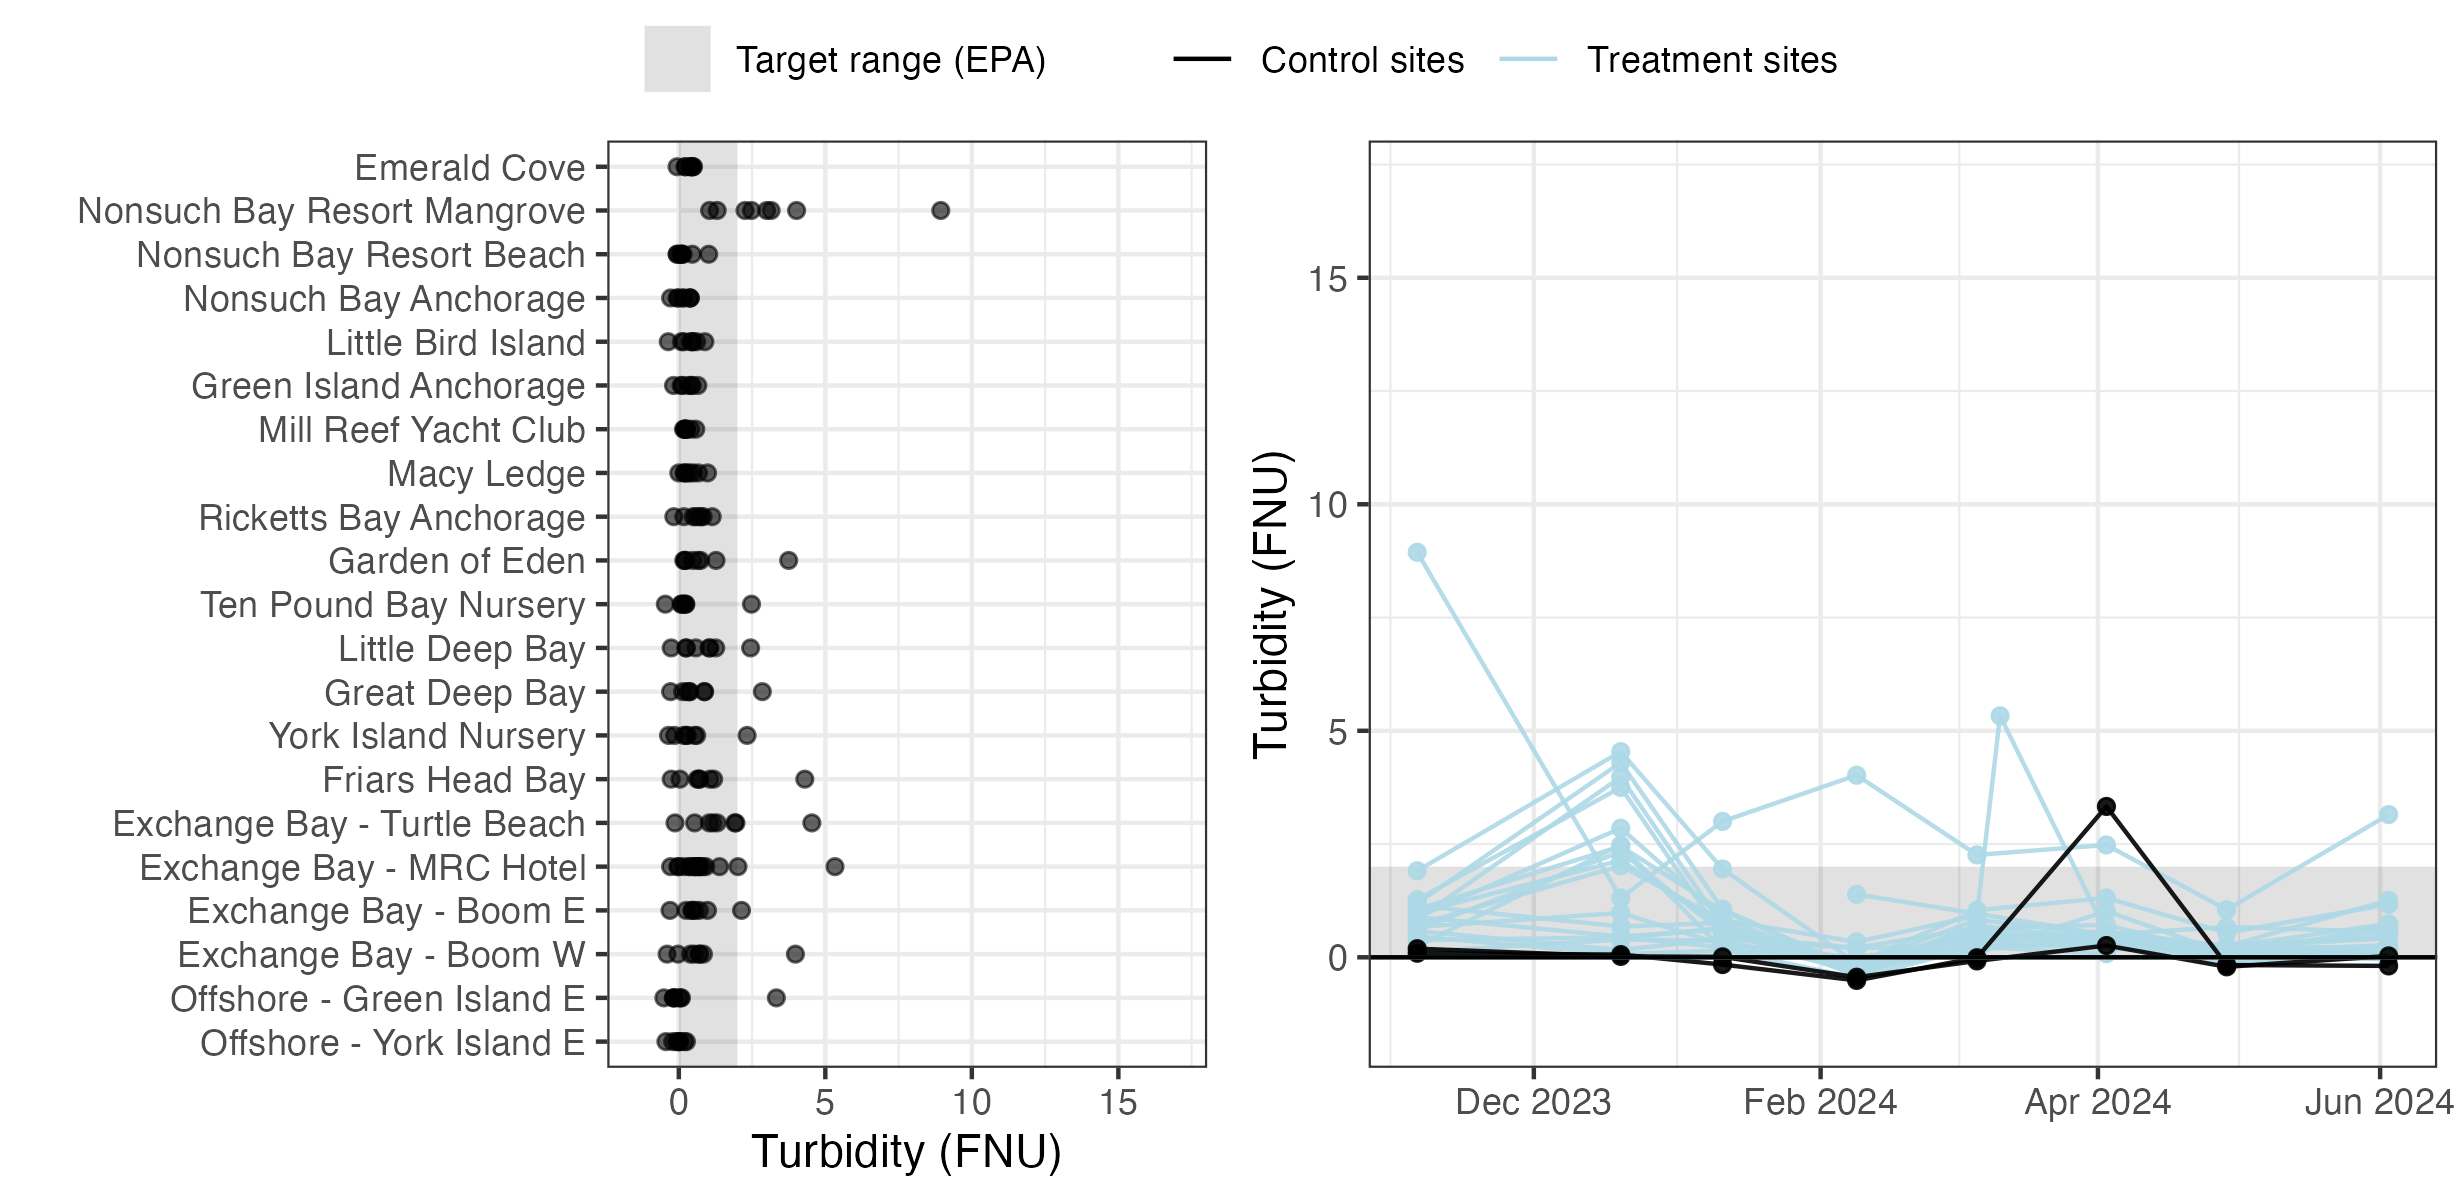 Target range (EPA) Control sites Treatment sites
Emerald Cove
Nonsuch Bay Resort Mangrove
Nonsuch Bay Resort Beach
Nonsuch Bay Anchorage
Little Bird Island
Green Island Anchorage
Mill Reef Yacht Club
Macy Ledge
Ricketts Bay Anchorage
Garden of Eden
Ten Pound Bay Nursery
Little Deep Bay
Great Deep Bay
York Island Nursery
Friars Head Bay
Exchange Bay - Turtle Beach
Exchange Bay - MRC Hotel
Exchange Bay - Boom E
Exchange Bay - Boom W
Offshore - Green Island E
Offshore - York Island E
0 5 10 15
Turbidity (FNU)
Turbidity (FNU)
15
10
5
0
Dec 2023 Feb 2024 Apr 2024 Jun 2024